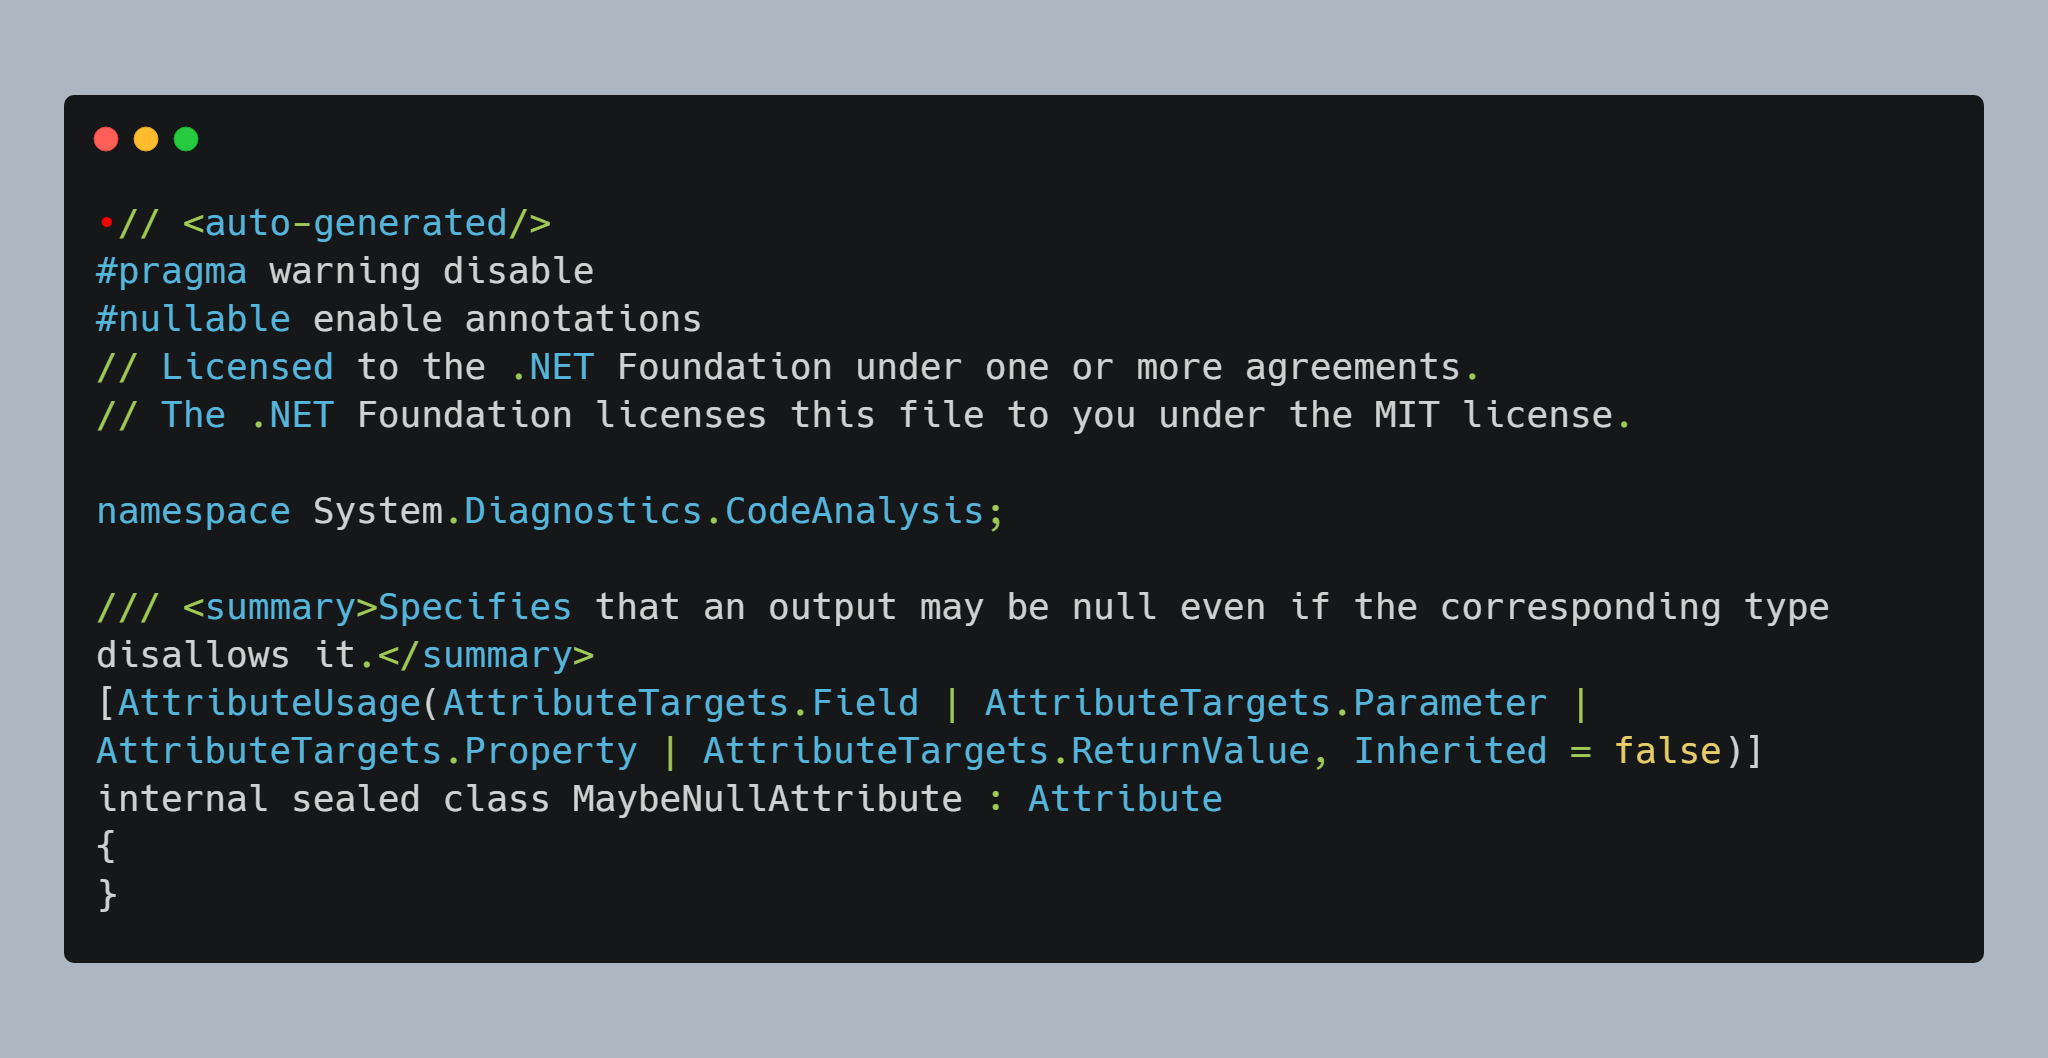 •// <auto-generated/>
#pragma warning disable
#nullable enable annotations
// Licensed to the .NET Foundation under one or more agreements.
// The .NET Foundation licenses this file to you under the MIT license.

namespace System.Diagnostics.CodeAnalysis;

/// <summary>Specifies that an output may be null even if the corresponding type
disallows it.</summary>
[AttributeUsage(AttributeTargets.Field | AttributeTargets.Parameter |
AttributeTargets.Property | AttributeTargets.ReturnValue, Inherited = false)]
internal sealed class MaybeNullAttribute : Attribute
{
}